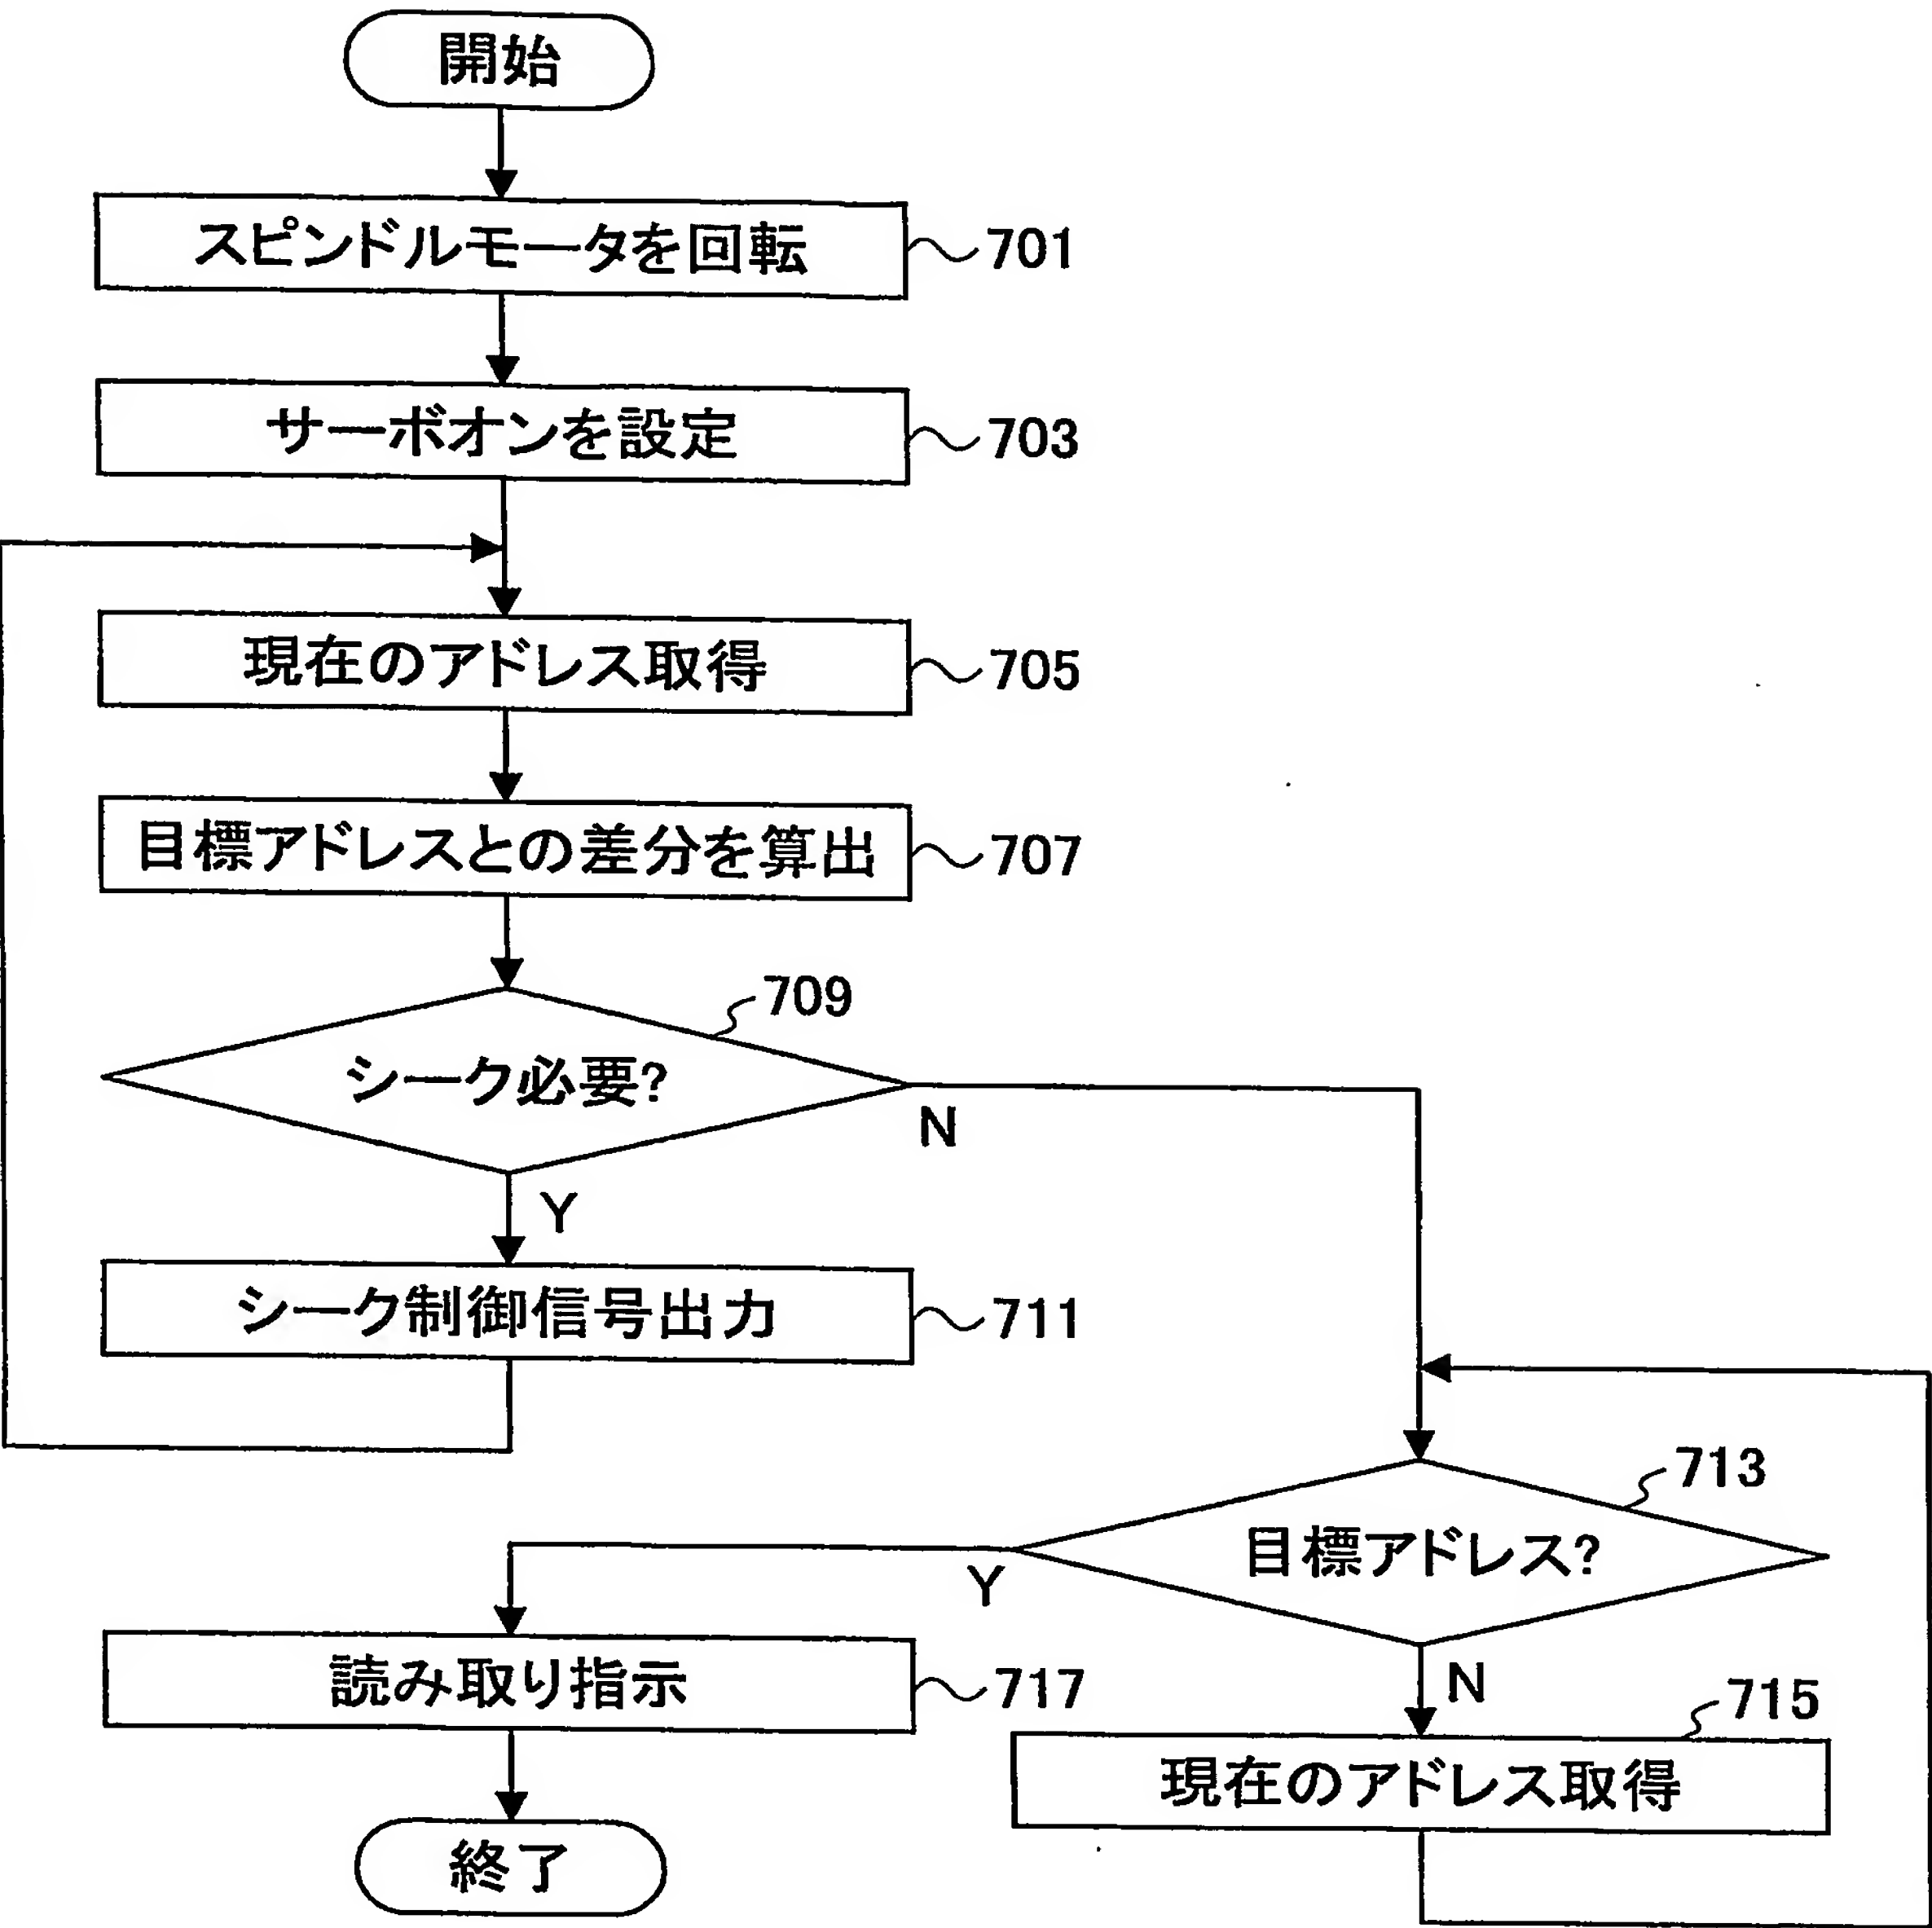 開始
スピンドルモータを回転
701
サーボオンを設定
703
現在のアドレス取得
705
目標アドレスとの差分を算出
707
709
シーク必要?
N
Y
シーク制御信号出力
711
713
目標アドレス?
Y
N
読み取り指示
717
715
現在のアドレス取得
終了